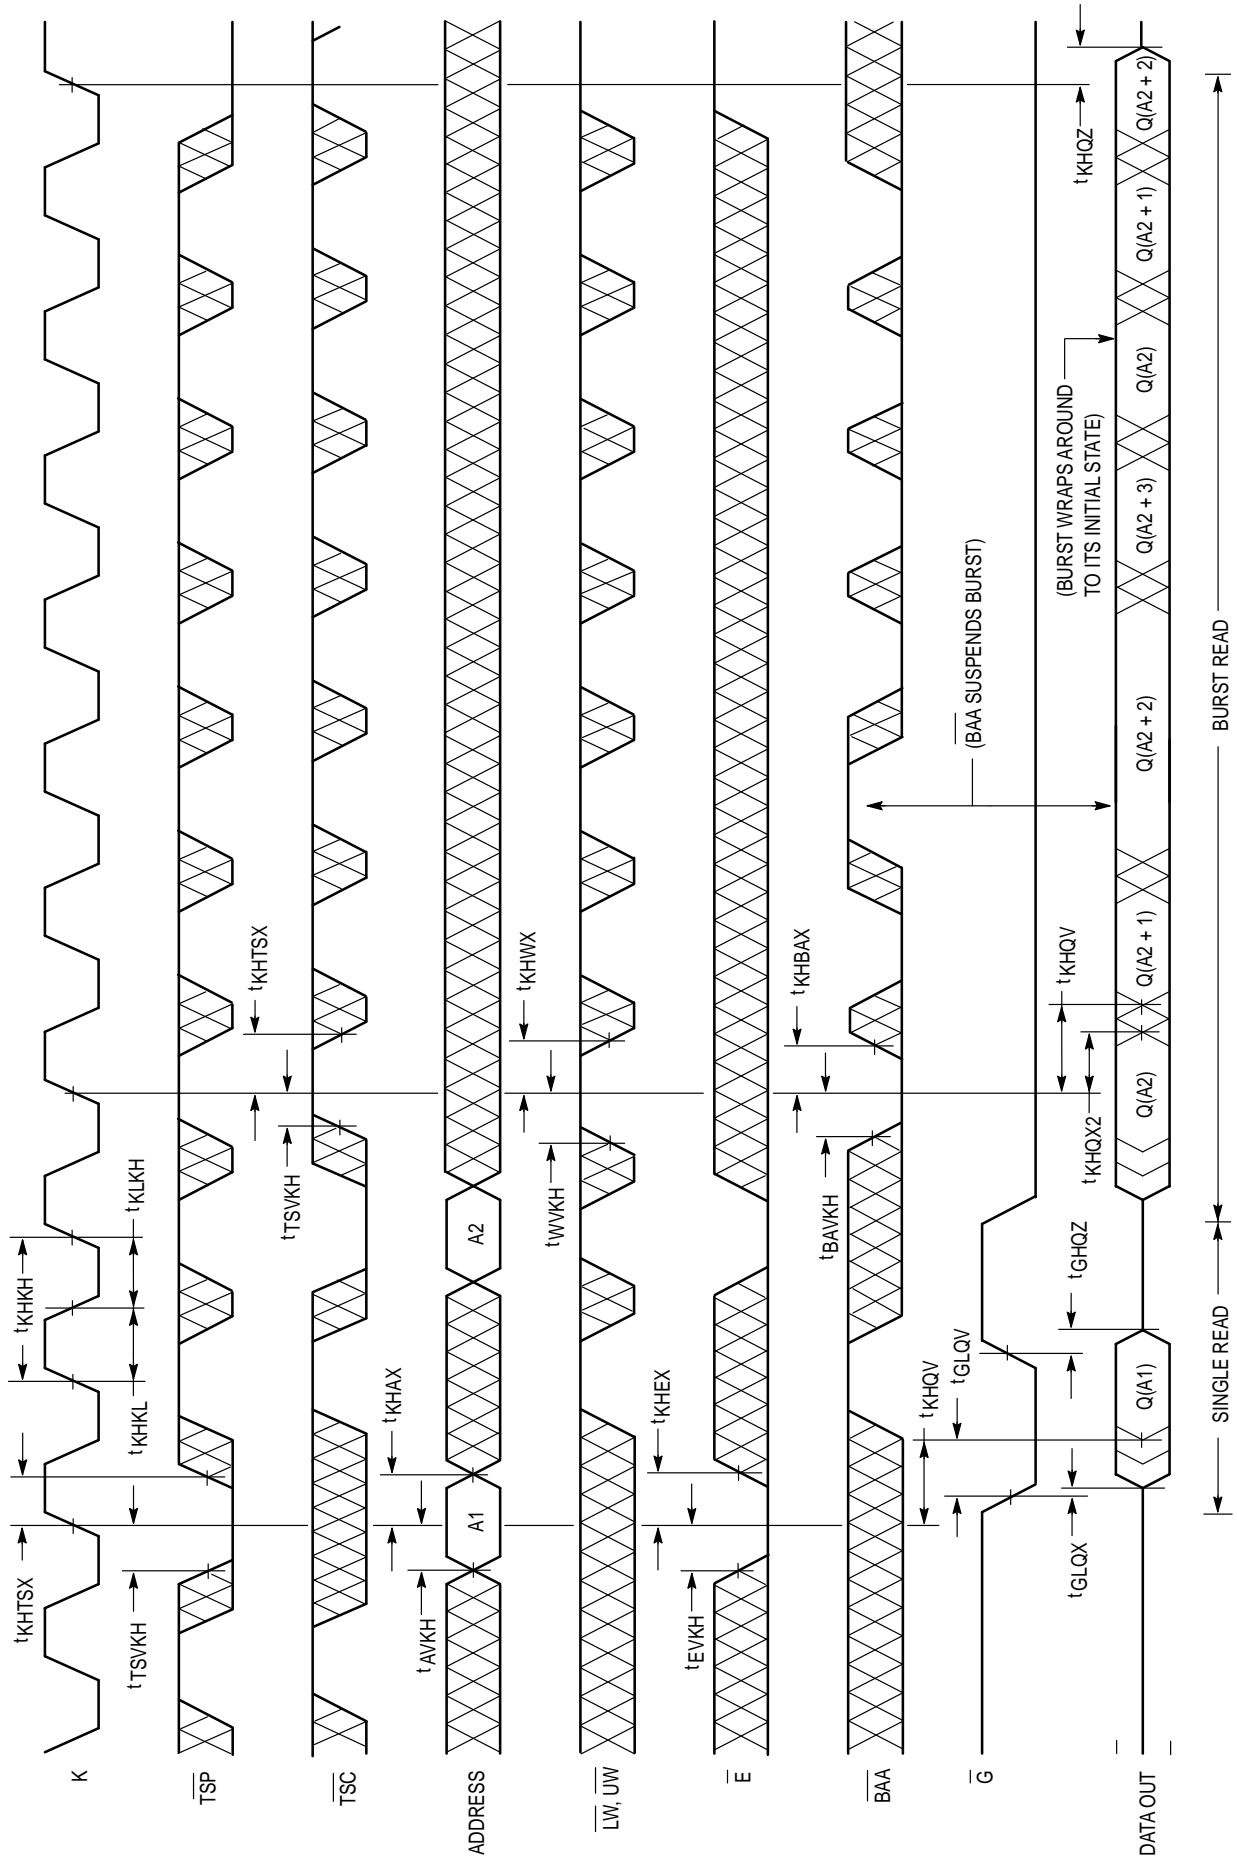 K
tKHTSX
tKHKH
tKHKL
tKLKH
TSP
tTSVKH
TSC
tTSVKH
tKHTSX
ADDRESS
A1
A2
tAVKH
tKHAX
LW, UW
tWVKH
tKHWX
E
tEVKH
tKHEX
BAA
tBAVKH
tKHBAX
(BAA SUSPENDS BURST)
G
tKHQV
tGLQV
tGLQX
tGHQZ
tKHQV
tKHQX2
(BURST WRAPS AROUND
TO ITS INITIAL STATE)
tKHQZ
DATA OUT
Q(A1)
Q(A2)
Q(A2 + 1)
Q(A2 + 2)
Q(A2 + 3)
Q(A2)
Q(A2 + 1)
Q(A2 + 2)
SINGLE READ
BURST READ